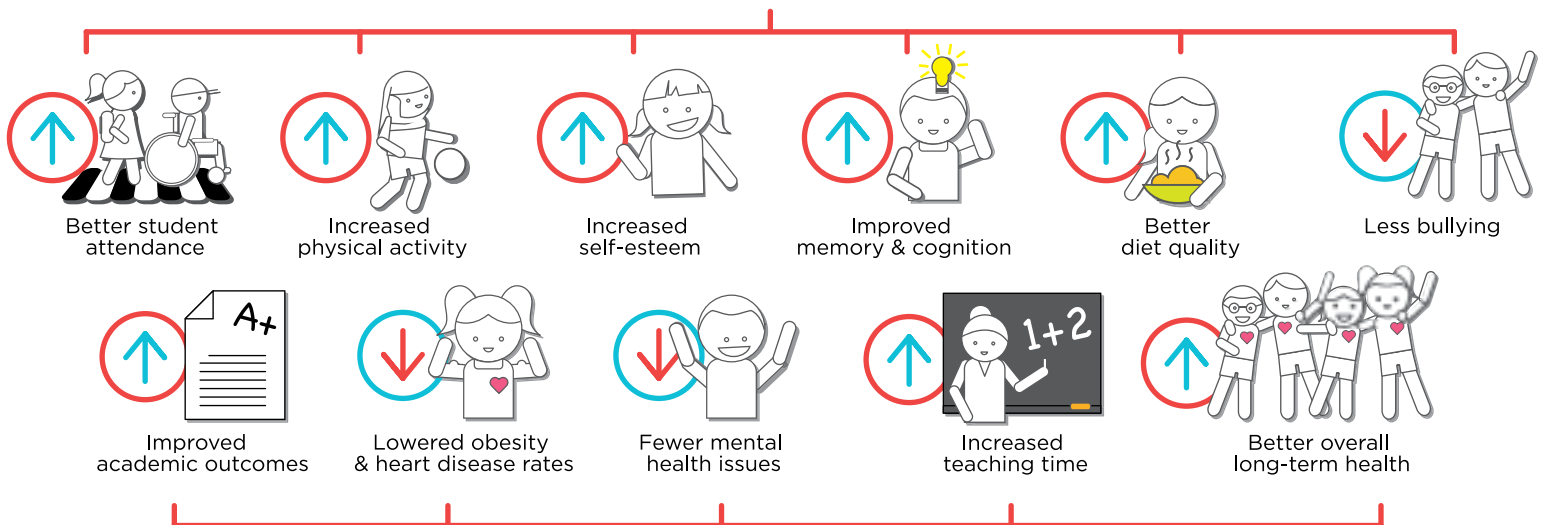 Better student
attendance
Increased
physical activity
Increased
self-esteem
Improved
memory & cognition
Better
diet quality
Less bullying
A+
1+2
Improved
academic outcomes
Lowered obesity
& heart disease rates
Fewer mental
health issues
Increased
teaching time
Better overall
long-term health